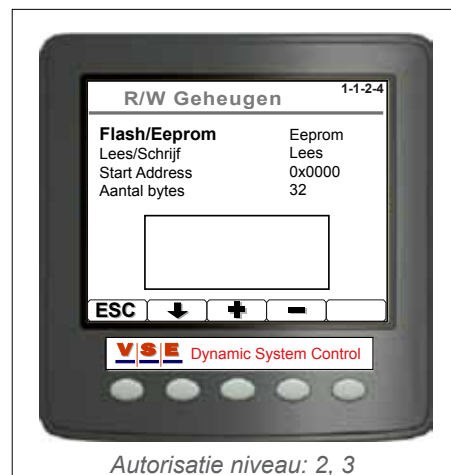 R/W Geheugen 1-1-2-4
Flash/Eeprom Eeprom
Lees/Schrijf Lees
Start Address 0x0000
Aantal bytes 32
ESC
VSE Dynamic System Control
Autorisatie niveau: 2, 3